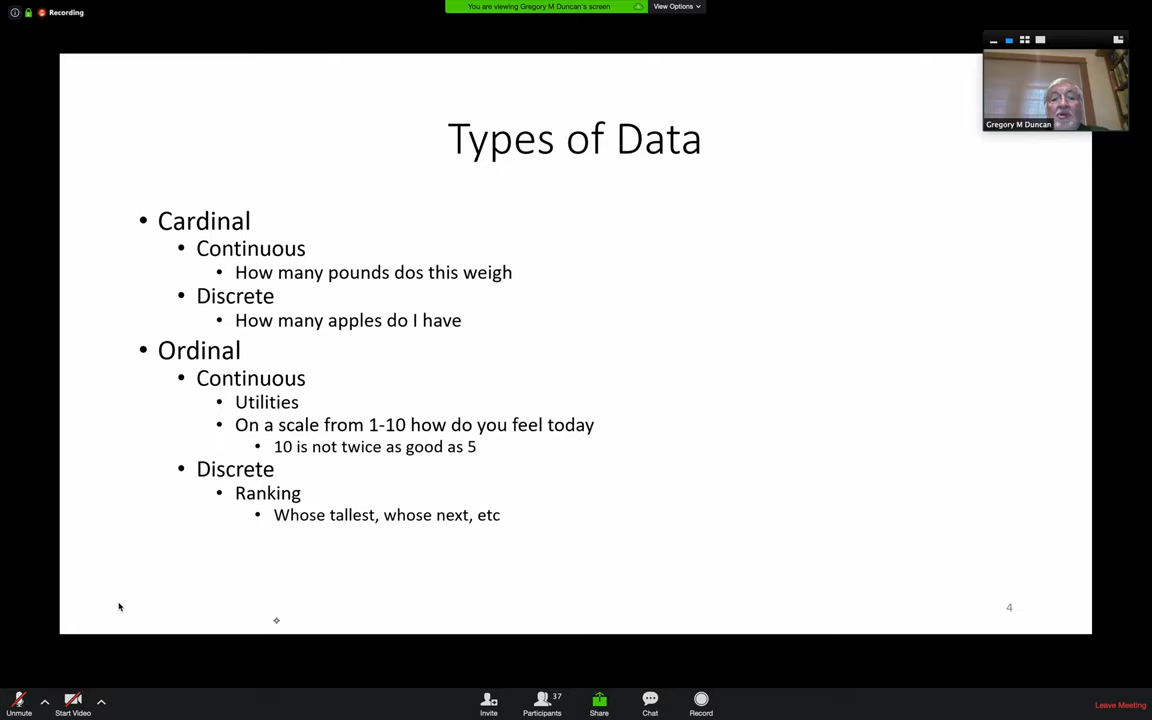 Recording
You are viewing Gregory M Duncan's screen
View Options
Gregory M Duncan
Types of Data
• Cardinal
• Continuous
• How many pounds dos this weigh
• Discrete
• How many apples do I have
• Ordinal
• Continuous
• Utilities
• On a scale from 1-10 how do you feel today
• 10 is not twice as good as 5
• Discrete
• Ranking
• Whose tallest, whose next, etc
4
Unmute
Start Video
Invite
Participants 37
Share
Chat
Record
Leave Meeting